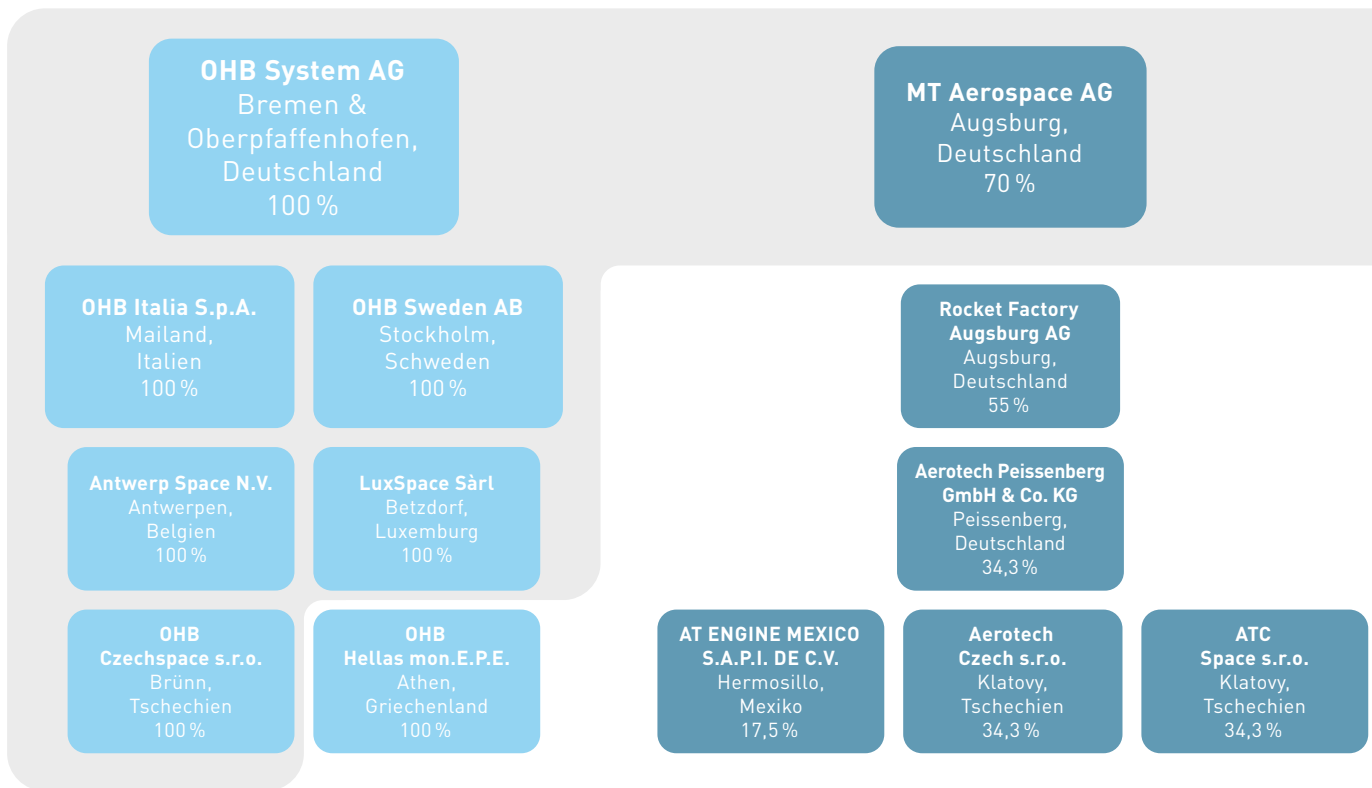 OHB System AG
Bremen &
Oberpfaffenhofen,
Deutschland
100 %
MT Aerospace AG
Augsburg,
Deutschland
70 %
OHB Italia S.p.A.
Mailand,
Italien
100 %
OHB Sweden AB
Stockholm,
Schweden
100 %
Rocket Factory
Augsburg AG
Augsburg,
Deutschland
55 %
Antwerp Space N.V.
Antwerpen,
Belgien
100 %
LuxSpace Sàrl
Betzdorf,
Luxemburg
100 %
Aerotech Peissenberg
GmbH & Co. KG
Peissenberg,
Deutschland
34,3 %
OHB
Czechspace s.r.o.
Brünn,
Tschechien
100 %
OHB
Hellas mon.E.P.E.
Athen,
Griechenland
100 %
AT ENGINE MEXICO
S.A.P.I. DE C.V.
Hermosillo,
Mexiko
17,5 %
Aerotech
Czech s.r.o.
Klatovy,
Tschechien
34,3 %
ATC
Space s.r.o.
Klatovy,
Tschechien
34,3 %